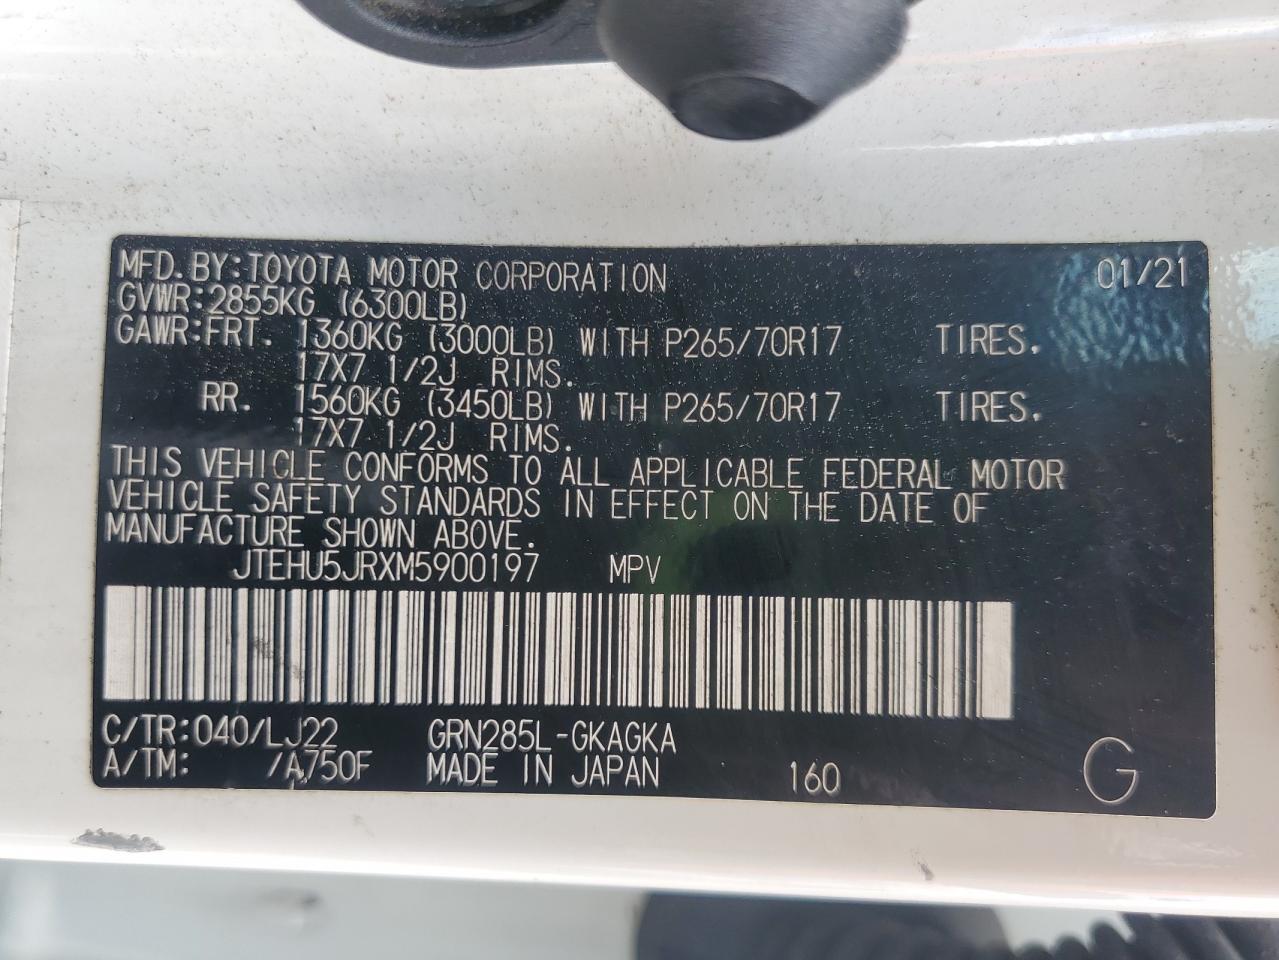 MFD.BY:TOYOTA MOTOR CORPORATION 01/21
GVWR:2855KG (6300LB)
GAWR:FRT. 1360KG (3000LB) WITH P265/70R17 TIRES.
17X7 1/2J RIMS.
RR. 1560KG (3450LB) WITH P265/70R17 TIRES.
17X7 1/2J RIMS.
THIS VEHICLE CONFORMS TO ALL APPLICABLE FEDERAL MOTOR
VEHICLE SAFETY STANDARDS IN EFFECT ON THE DATE OF
MANUFACTURE SHOWN ABOVE.
JTEHU5JRXM5900197 MPV
C/TR:040/LJ22 GRN285L-GKAGKA
A/TM: /A750F MADE IN JAPAN 160 G